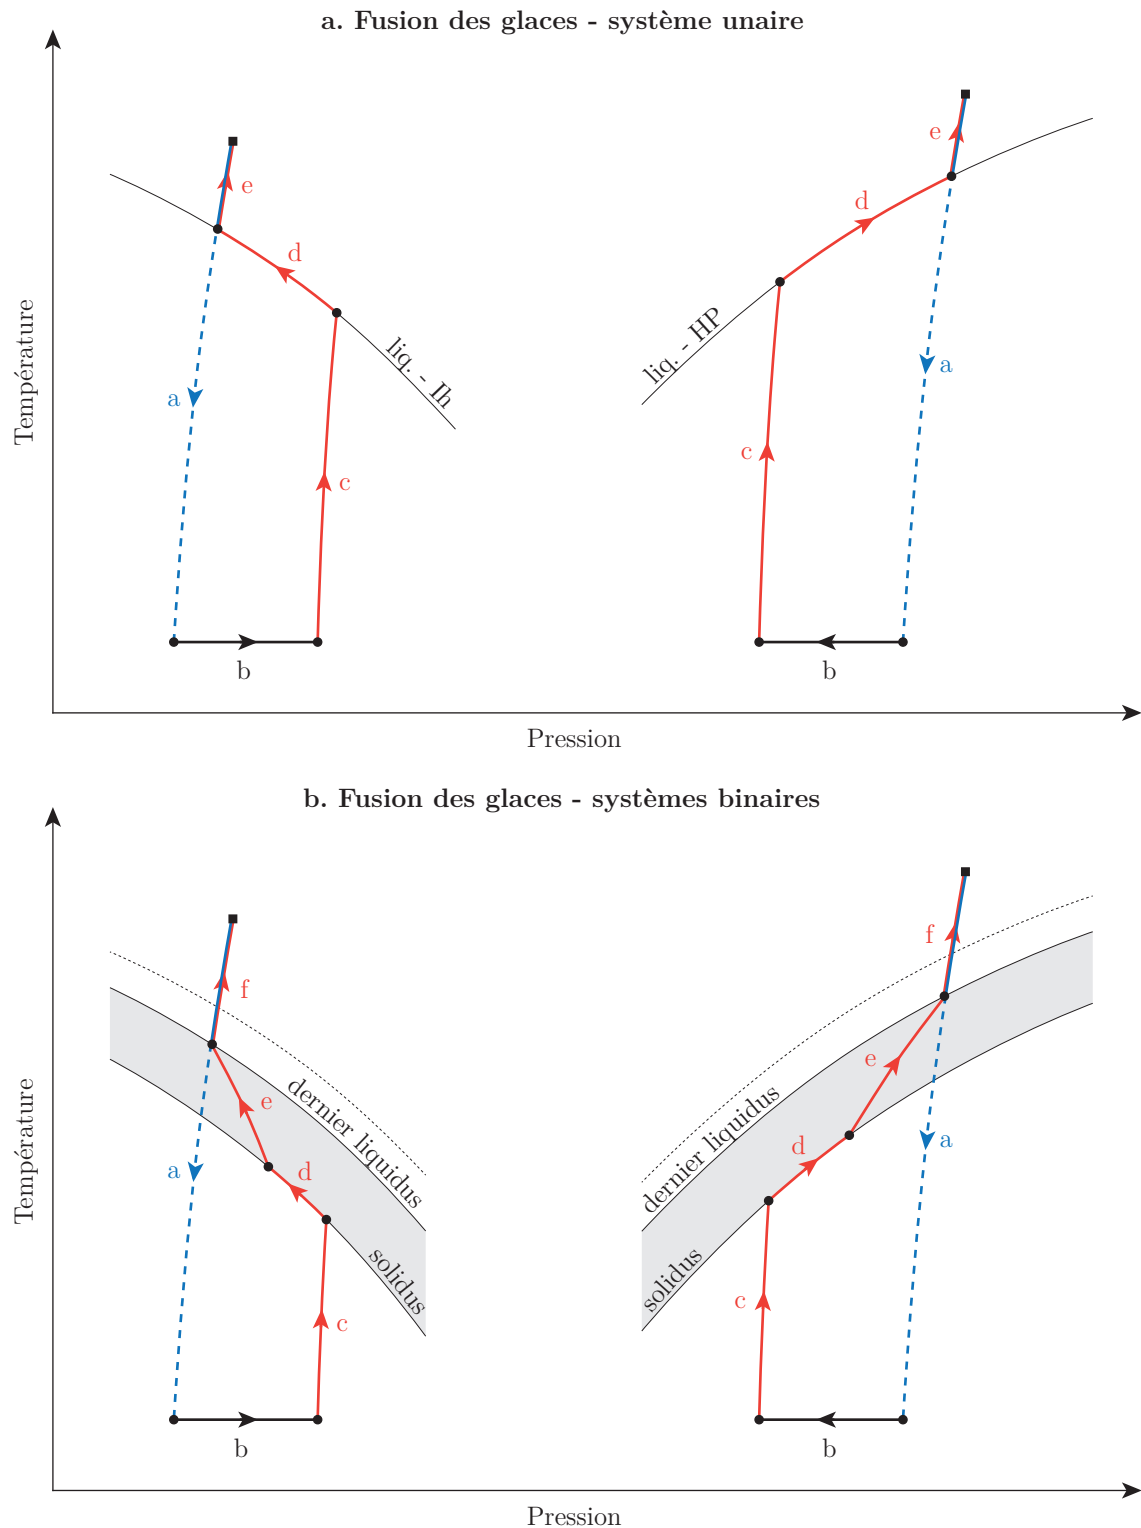 a. Fusion des glaces - système unaire
e
e
d
d
Température
liq. - Ih
liq. - HP
a
a
c
c
b
b
Pression
b. Fusion des glaces - systèmes binaires
f
f
e
e
dernier liquidus
dernier liquidus
Température
a
d
d
a
solidus
solidus
c
c
b
b
Pression